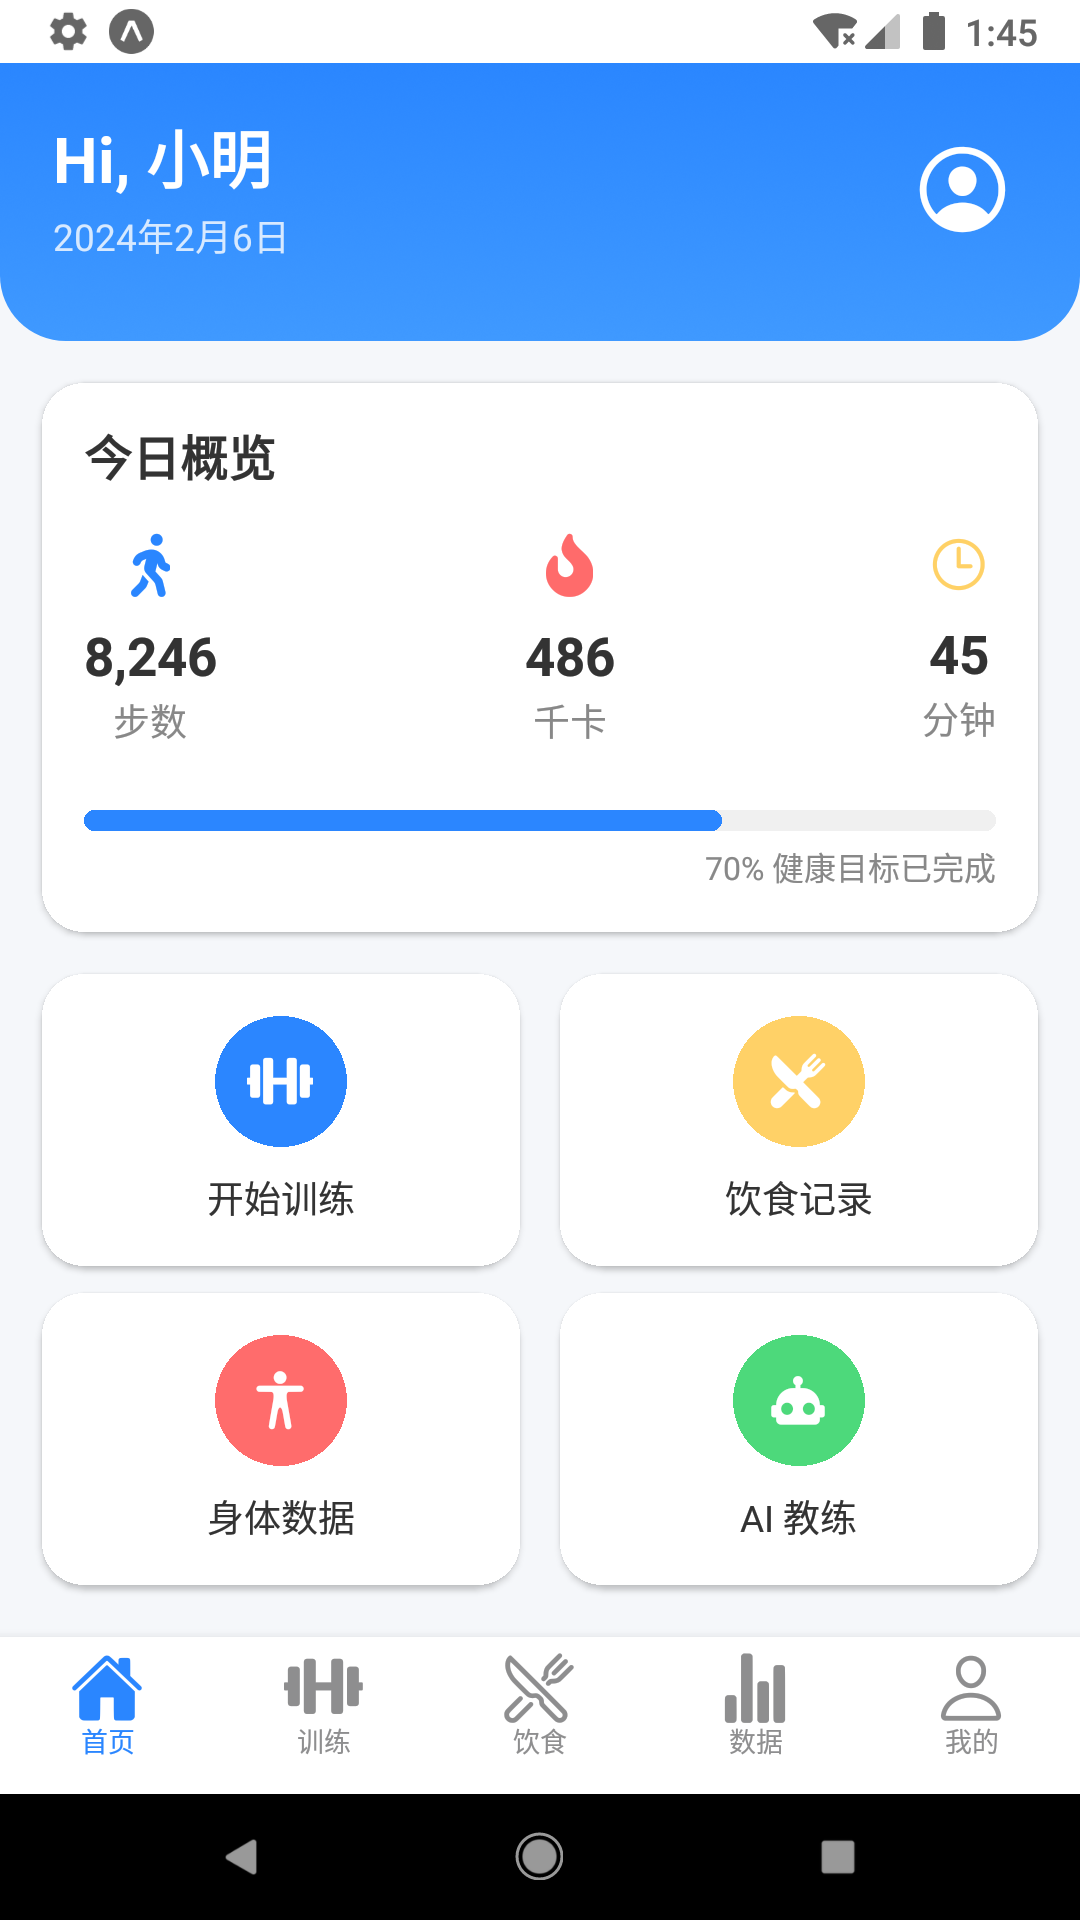 1:45
Hi, 小明
2024年2月6日
今日概览
8,246
486
45
步数
千卡
分钟
70% 健康目标已完成
开始训练
饮食记录
身体数据
AI 教练
首页
训练
饮食
数据
我的